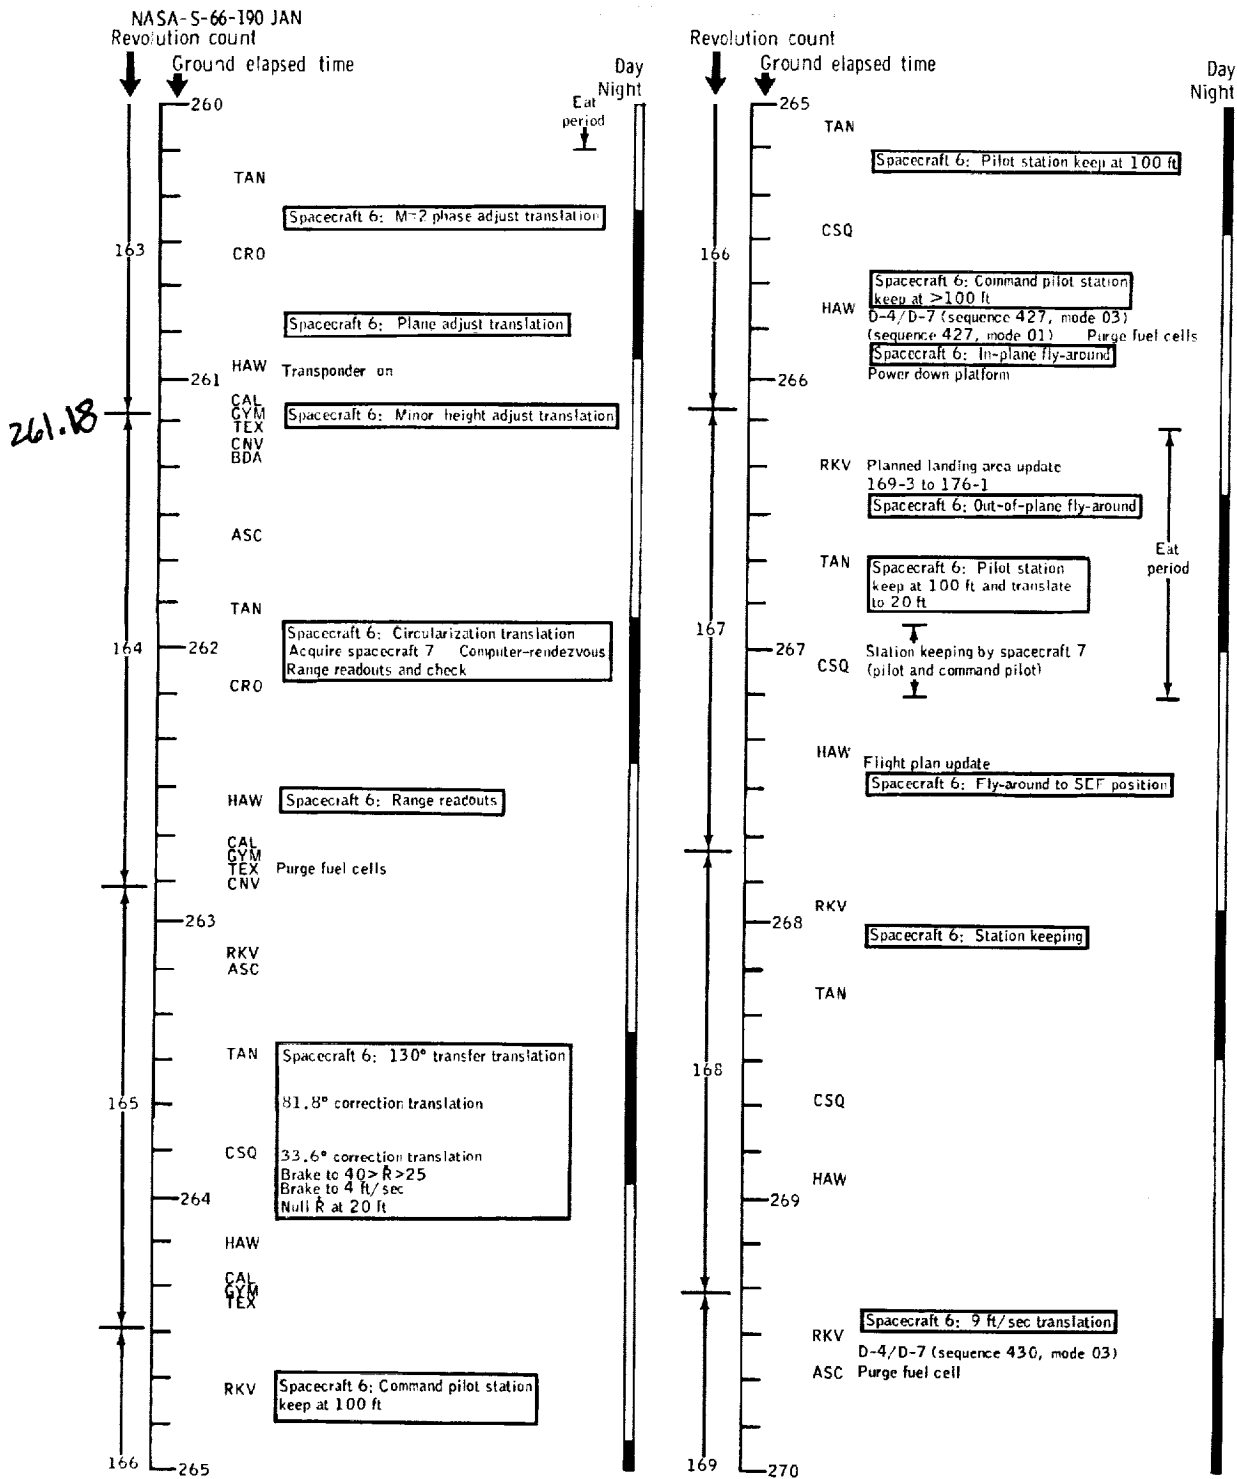 NASA-S-66-190 JAN
Revolution count
Ground elapsed time
Day
Night
260
Eat
period
TAN
Spacecraft 6: M=2 phase adjust translation
163
CRO
Spacecraft 6: Plane adjust translation
HAW Transponder on
261
261.18
CAL
GYM
TEX
CNV
BDA
Spacecraft 6: Minor height adjust translation
ASC
TAN
Spacecraft 6: Circularization translation
Acquire spacecraft 7 Computer-rendezvous
Range readouts and check
164
262
CRO
HAW
Spacecraft 6: Range readouts
CAL
GYM
TEX Purge fuel cells
CNV
263
RKV
ASC
TAN
Spacecraft 6: 130° transfer translation
165
81.8° correction translation
CSQ
33.6° correction translation
Brake to 40> Ṙ >25
Brake to 4 ft/sec
Null Ṙ at 20 ft
264
HAW
CAL
GYM
TEX
RKV
Spacecraft 6: Command pilot station
keep at 100 ft
166
265
Revolution count
Ground elapsed time
Day
Night
265
TAN
Spacecraft 6: Pilot station keep at 100 ft
CSQ
166
Spacecraft 6: Command pilot station
keep at >100 ft
HAW
D-4/D-7 (sequence 427, mode 03)
(sequence 427, mode 01) Purge fuel cells
Spacecraft 6: In-plane fly-around
266
Power down platform
RKV Planned landing area update
169-3 to 176-1
Spacecraft 6: Out-of-plane fly-around
Eat
period
TAN
Spacecraft 6: Pilot station
keep at 100 ft and translate
to 20 ft
167
267
Station keeping by spacecraft 7
(pilot and command pilot)
CSQ
HAW
Flight plan update
Spacecraft 6: Fly-around to SEF position
RKV
268
Spacecraft 6: Station keeping
TAN
168
CSQ
HAW
269
Spacecraft 6: 9 ft/sec translation
RKV
D-4/D-7 (sequence 430, mode 03)
ASC Purge fuel cell
169
270